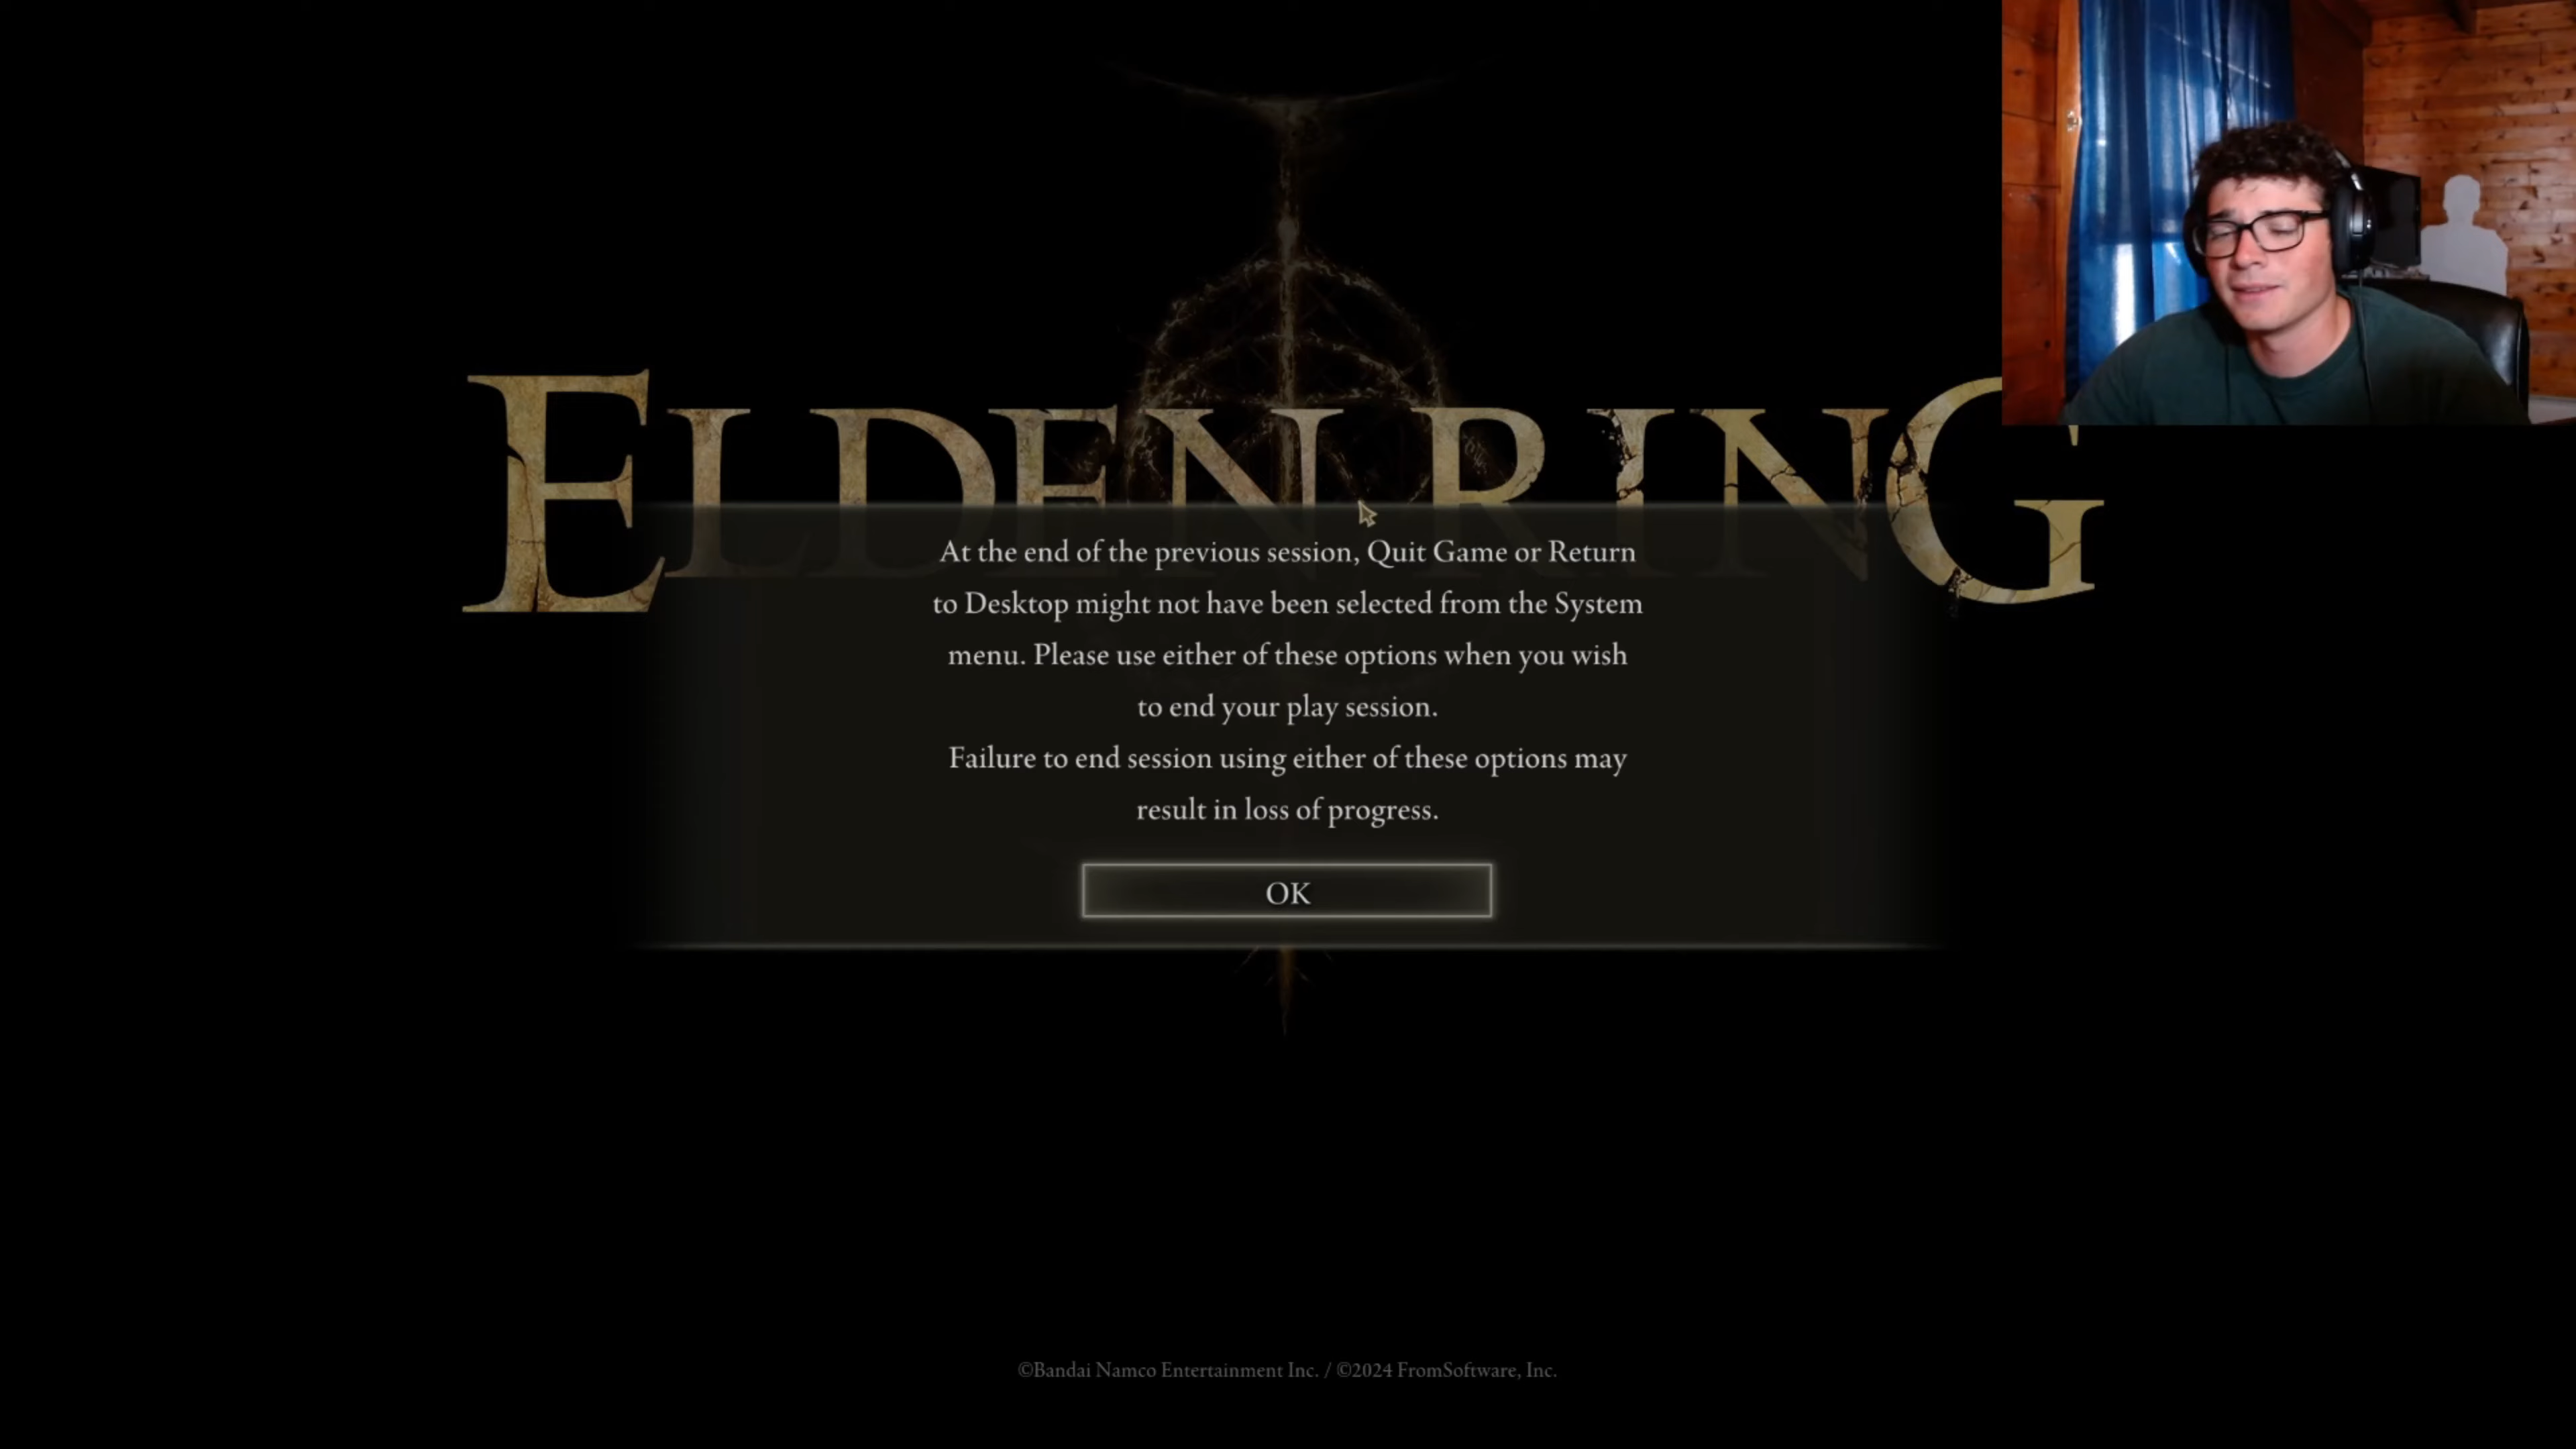 ELDEN RING
At the end of the previous session, Quit Game or Return
to Desktop might not have been selected from the System
menu. Please use either of these options when you wish
to end your play session.
Failure to end session using either of these options may
result in loss of progress.
OK
©Bandai Namco Entertainment Inc. / ©2024 FromSoftware, Inc.